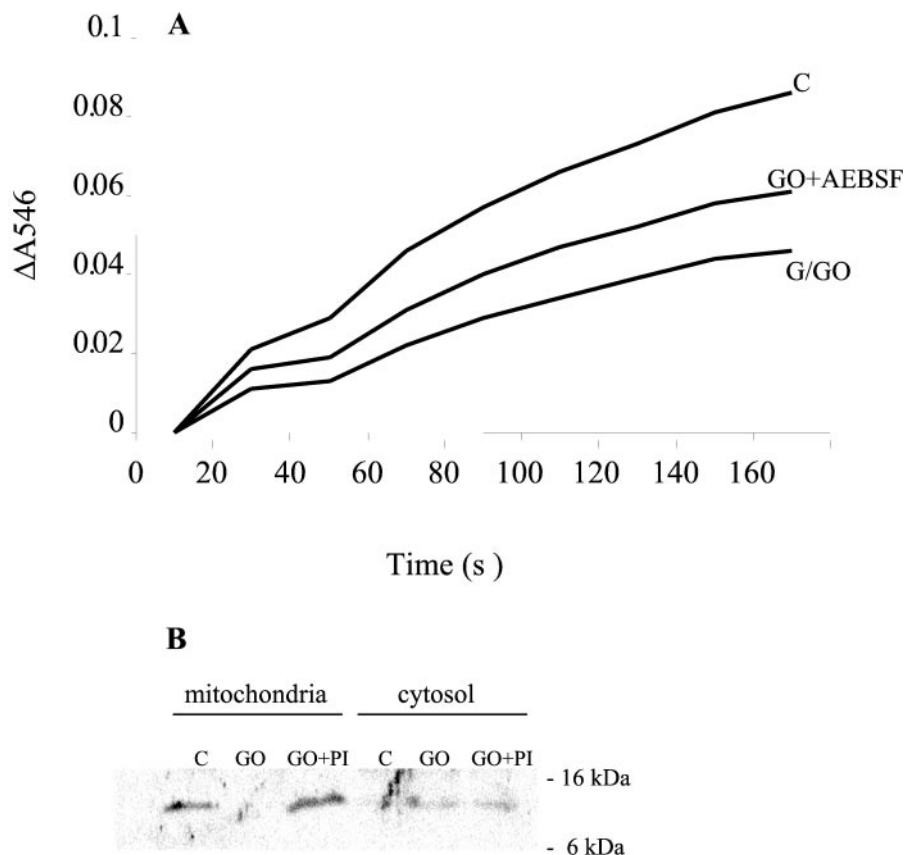 A
0.1
0.08
0.06
0.04
0.02
0
ΔA546
C
GO+AEBSF
G/GO
0 20 40 60 80 100 120 140 160
Time (s )
B
mitochondria cytosol
C GO GO+PI C GO GO+PI
- 16 kDa
- 6 kDa